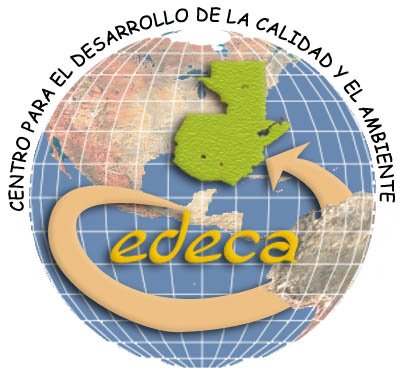 CENTRO PARA EL DESARROLLO DE LA CALIDAD Y EL AMBIENTE
Cedeca